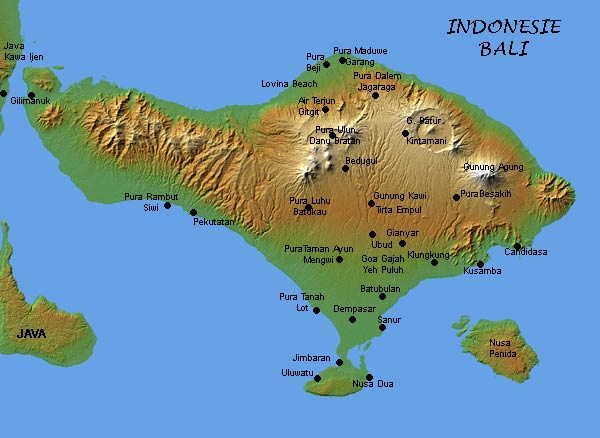 INDONESIE
BALI
Java
Kawa Ijen
Gilimanuk
Pura
Beji
Pura Maduwe
Garang
Lovina Beach
Pura Dalem
Jagaraga
Air Terjun
Gitgit
Pura Ulun
Danu Bratan
G. Batur
Kintamani
Bedugul
Gunung Agung
Pura Rambut
Siwi
Pekutatan
Pura Luhu
Batukau
Gunung Kawi
Tirta Empul
PuraBesakih
PuraTaman Ayun
Mengwi
Ubud
Gianyar
Goa Gajah
Yeh Puluh
Klungkung
Candidasa
Kusamba
Batubulan
Pura Tanah
Lot
Dempasar
Sanur
JAVA
Nusa
Penida
Jimbaran
Uluwatu
Nusa Dua